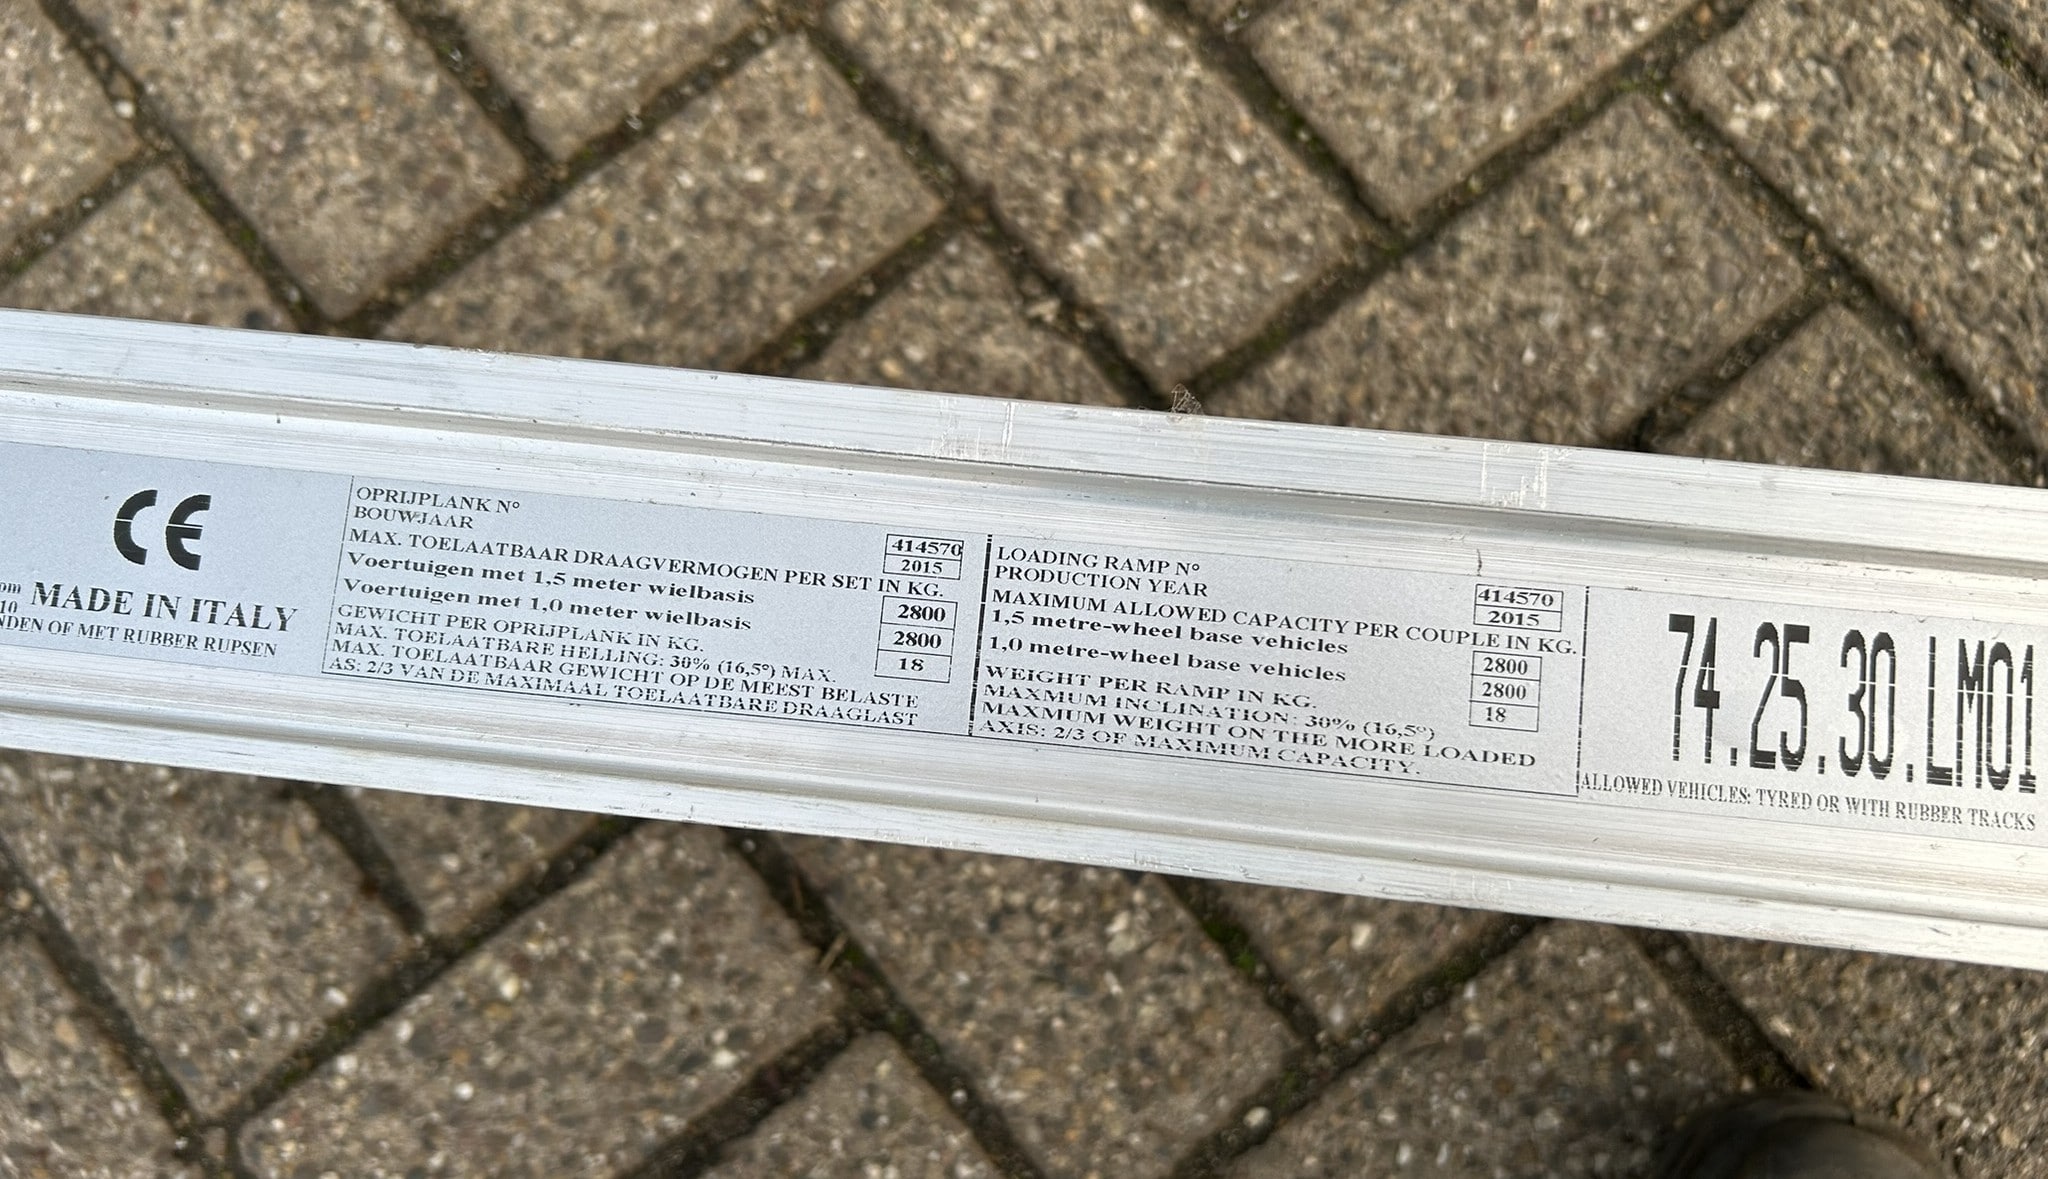 CE
MADE IN ITALY
10
NDEN OF MET RUBBER RUPSEN
OPRIJPLANK N° 414570
BOUWJAAR 2015
MAX. TOELAATBAAR DRAAGVERMOGEN PER SET IN KG.
Voertuigen met 1,5 meter wielbasis 2800
Voertuigen met 1,0 meter wielbasis 2800
GEWICHT PER OPRIJPLANK IN KG. 18
MAX. TOELAATBARE HELLING: 30% (16,5°) MAX.
MAX. TOELAATBAAR GEWICHT OP DE MEEST BELASTE
AS: 2/3 VAN DE MAXIMAAL TOELAATBARE DRAAGLAST
LOADING RAMP N° 414570
PRODUCTION YEAR 2015
MAXIMUM ALLOWED CAPACITY PER COUPLE IN KG.
1,5 metre-wheel base vehicles 2800
1,0 metre-wheel base vehicles 2800
WEIGHT PER RAMP IN KG. 18
MAXMUM INCLINATION: 30% (16,5°)
MAXMUM WEIGHT ON THE MORE LOADED
AXIS: 2/3 OF MAXIMUM CAPACITY.
74.25.30.LM01
ALLOWED VEHICLES: TYRED OR WITH RUBBER TRACKS